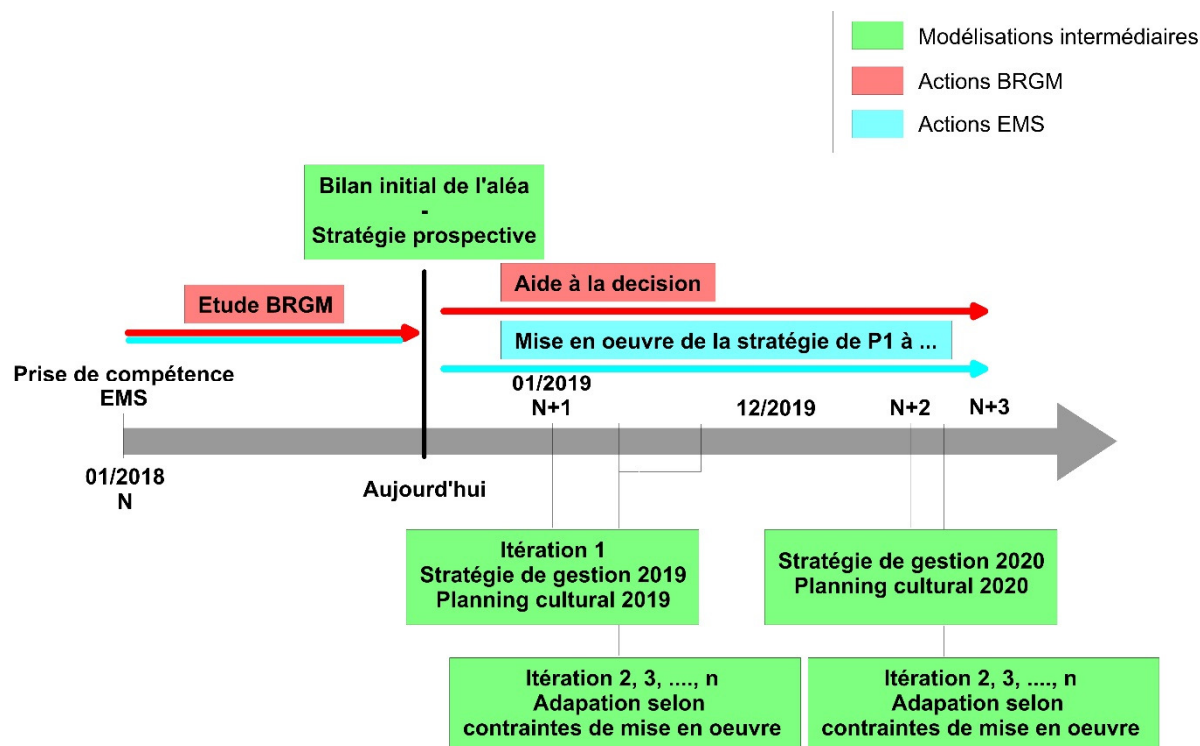 Modélisations intermédiaires
Actions BRGM
Actions EMS
Bilan initial de l'aléa
-
Stratégie prospective
Etude BRGM
Aide à la decision
Mise en oeuvre de la stratégie de P1 à ...
Prise de compétence
EMS
01/2019
N+1
12/2019
N+2
N+3
01/2018
N
Aujourd'hui
Itération 1
Stratégie de gestion 2019
Planning cultural 2019
Stratégie de gestion 2020
Planning cultural 2020
Itération 2, 3, ...., n
Adapation selon
contraintes de mise en oeuvre
Itération 2, 3, ...., n
Adapation selon
contraintes de mise en oeuvre